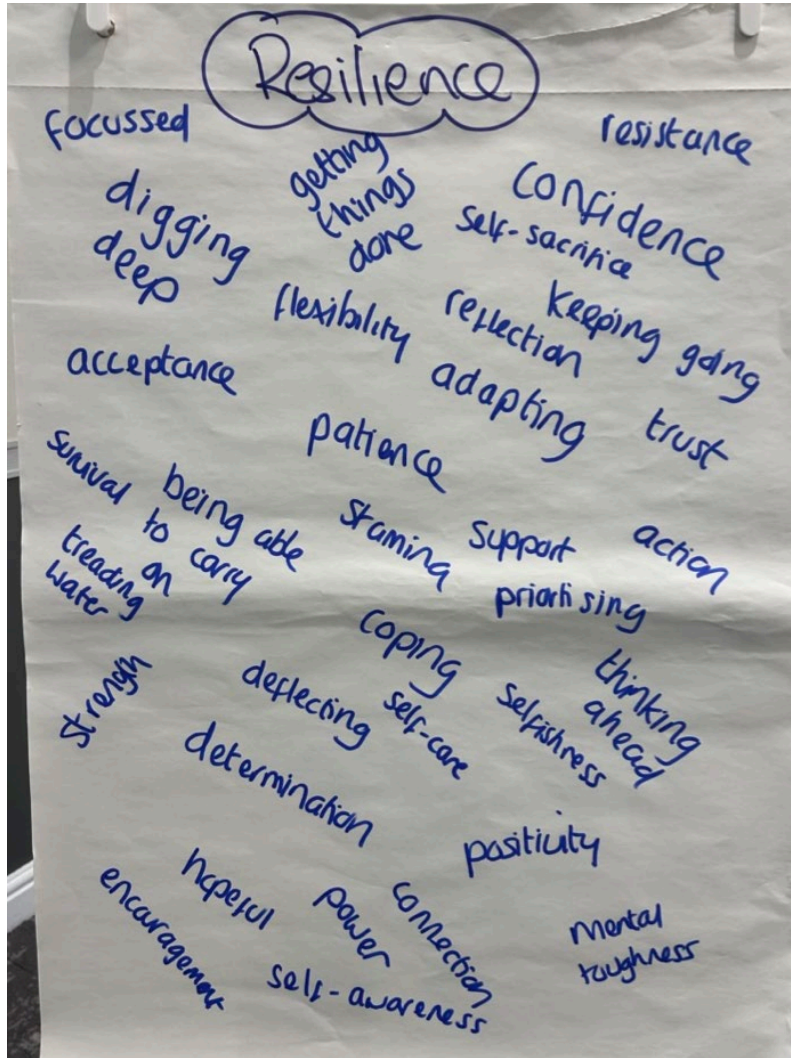 Resilience
focussed
resistance
getting
things
done
confidence
self-sacrifice
digging
deep
flexibility
reflection
keeping going
acceptance
adapting
trust
patience
survival
being able
to carry
on
stamina
support
action
treading
water
prioritising
coping
thinking
ahead
strength
deflecting
self-care
selfishness
determination
positivity
hopeful
power
connection
encouragement
mental
toughness
self-awareness